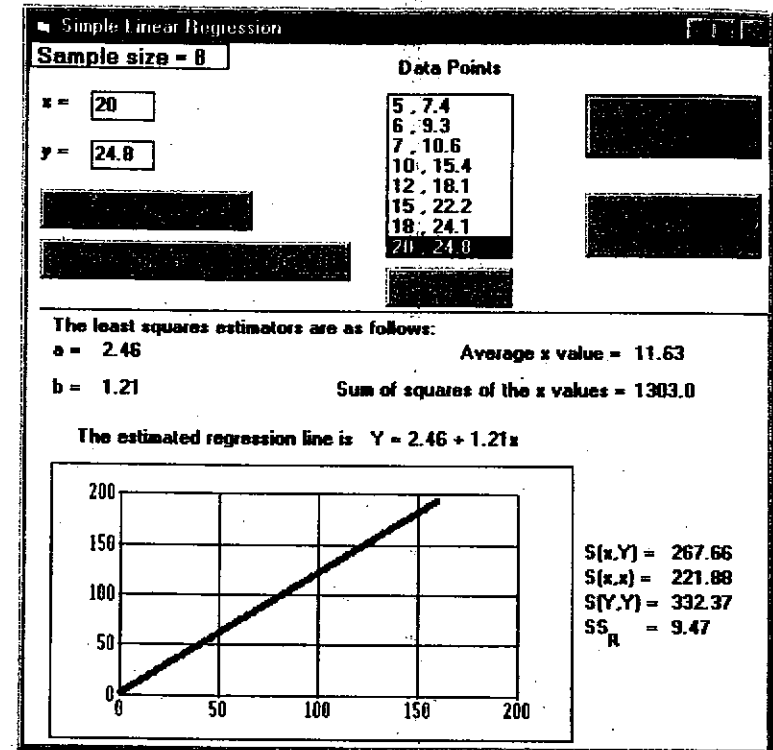 Simple Linear Regression
Sample size = 8
Data Points
x = 20
y = 24.8
5 , 7.4
6 , 9.3
7 , 10.6
10 , 15.4
12 , 18.1
15 , 22.2
18 , 24.1
20 , 24.8
The least squares estimators are as follows:
a = 2.46
Average x value = 11.63
b = 1.21
Sum of squares of the x values = 1303.0
The estimated regression line is Y = 2.46 + 1.21x
200
150
100
50
0
0 50 100 150 200
S(x,Y) = 267.66
S(x,x) = 221.88
S(Y,Y) = 332.37
SS_R = 9.47